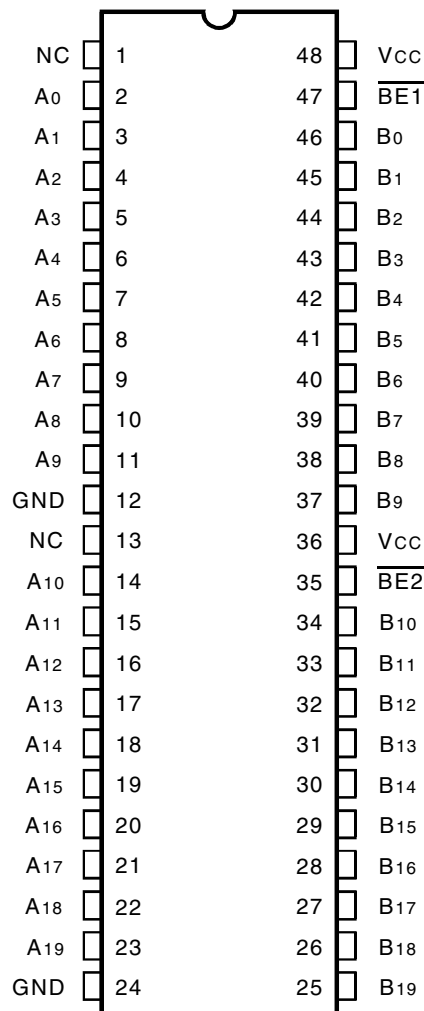 NC 1 48 VCC
A0 2 47 BE1
A1 3 46 B0
A2 4 45 B1
A3 5 44 B2
A4 6 43 B3
A5 7 42 B4
A6 8 41 B5
A7 9 40 B6
A8 10 39 B7
A9 11 38 B8
GND 12 37 B9
NC 13 36 VCC
A10 14 35 BE2
A11 15 34 B10
A12 16 33 B11
A13 17 32 B12
A14 18 31 B13
A15 19 30 B14
A16 20 29 B15
A17 21 28 B16
A18 22 27 B17
A19 23 26 B18
GND 24 25 B19